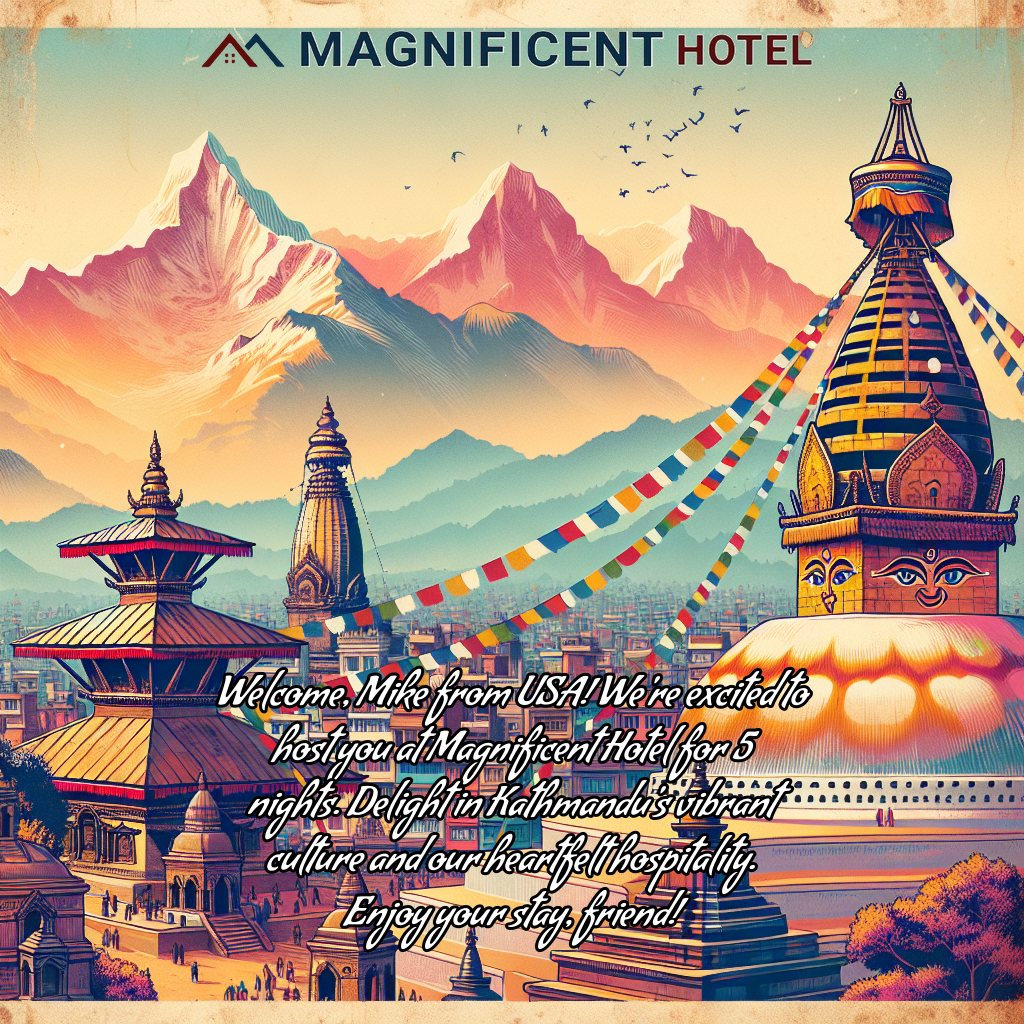 MAGNIFICENT HOTEL
Welcome, Mike from USA! We're excited to
host you at Magnificent Hotel for 5
nights. Delight in Kathmandu's vibrant
culture and our heartfelt hospitality.
Enjoy your stay, friend!